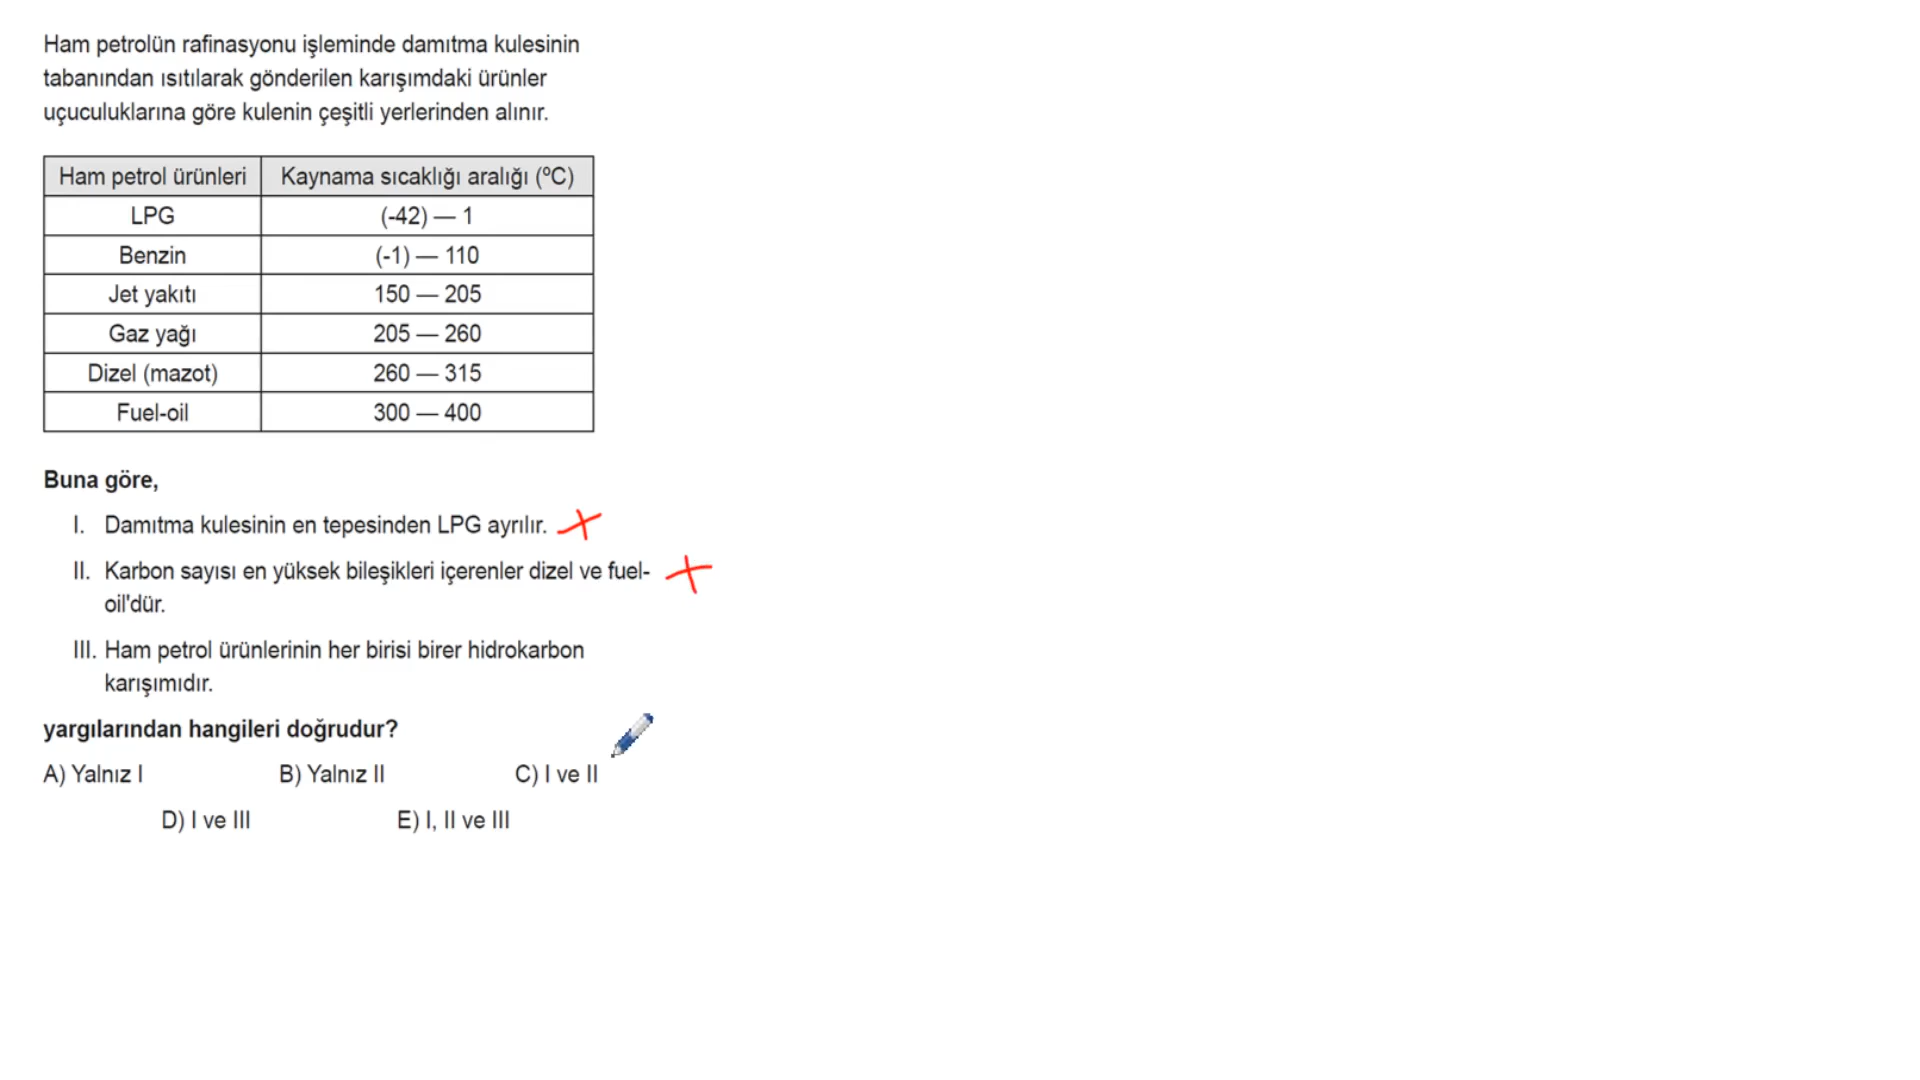 Ham petrolün rafinasyonu işleminde damıtma kulesinin
tabanından ısıtılarak gönderilen karışımdaki ürünler
uçuculuklarına göre kulenin çeşitli yerlerinden alınır.
Ham petrol ürünleri Kaynama sıcaklığı aralığı (ºC)
LPG (-42) — 1
Benzin (-1) — 110
Jet yakıtı 150 — 205
Gaz yağı 205 — 260
Dizel (mazot) 260 — 315
Fuel-oil 300 — 400
Buna göre,
I. Damıtma kulesinin en tepesinden LPG ayrılır.
II. Karbon sayısı en yüksek bileşikleri içerenler dizel ve fuel-
oil'dür.
III. Ham petrol ürünlerinin her birisi birer hidrokarbon
karışımıdır.
yargılarından hangileri doğrudur?
A) Yalnız I B) Yalnız II C) I ve II
D) I ve III E) I, II ve III